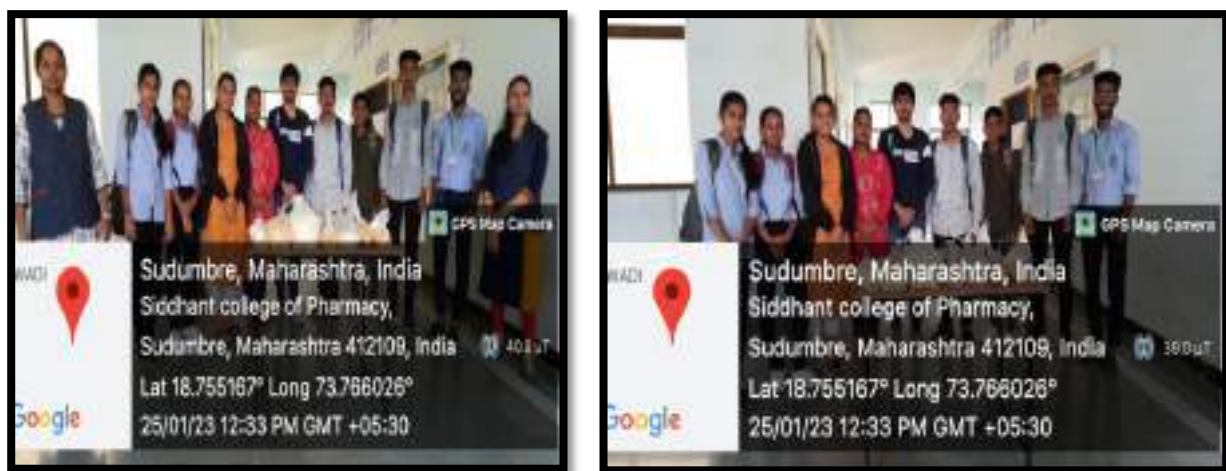 GPS Map Camera
Sudumbre, Maharashtra, India
Siddhant college of Pharmacy,
Sudumbre, Maharashtra 412109, India
Lat 18.755167° Long 73.766026°
25/01/23 12:33 PM GMT +05:30
Google
GPS Map Camera
Sudumbre, Maharashtra, India
Siddhant college of Pharmacy,
Sudumbre, Maharashtra 412109, India
Lat 18.755167° Long 73.766026°
25/01/23 12:33 PM GMT +05:30
Google